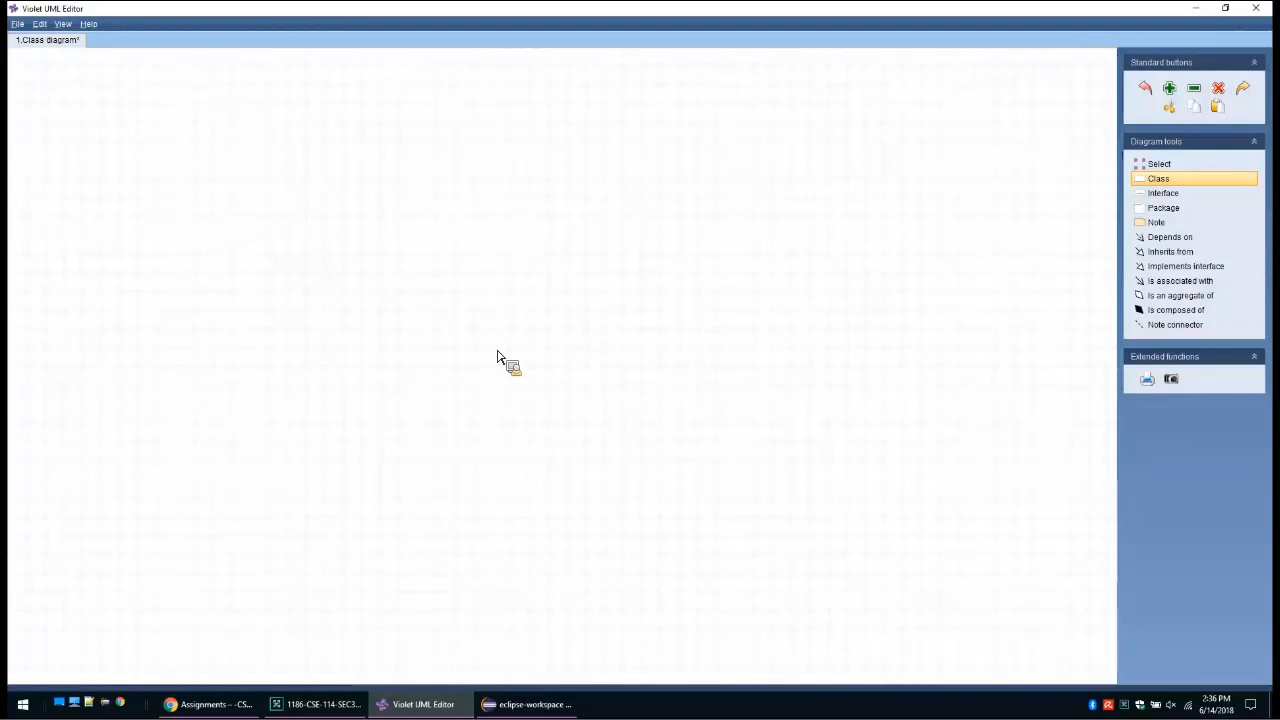 Violet UML Editor
File Edit View Help
1.Class diagram*
Standard buttons
Diagram tools
Select
Class
Interface
Package
Note
Depends on
Inherits from
Implements interface
Is associated with
Is an aggregate of
Is composed of
Note connector
Extended functions
Assignments – -CS... 1186-CSE-114-SEC3... Violet UML Editor eclipse-workspace ...
2:36 PM
6/14/2018